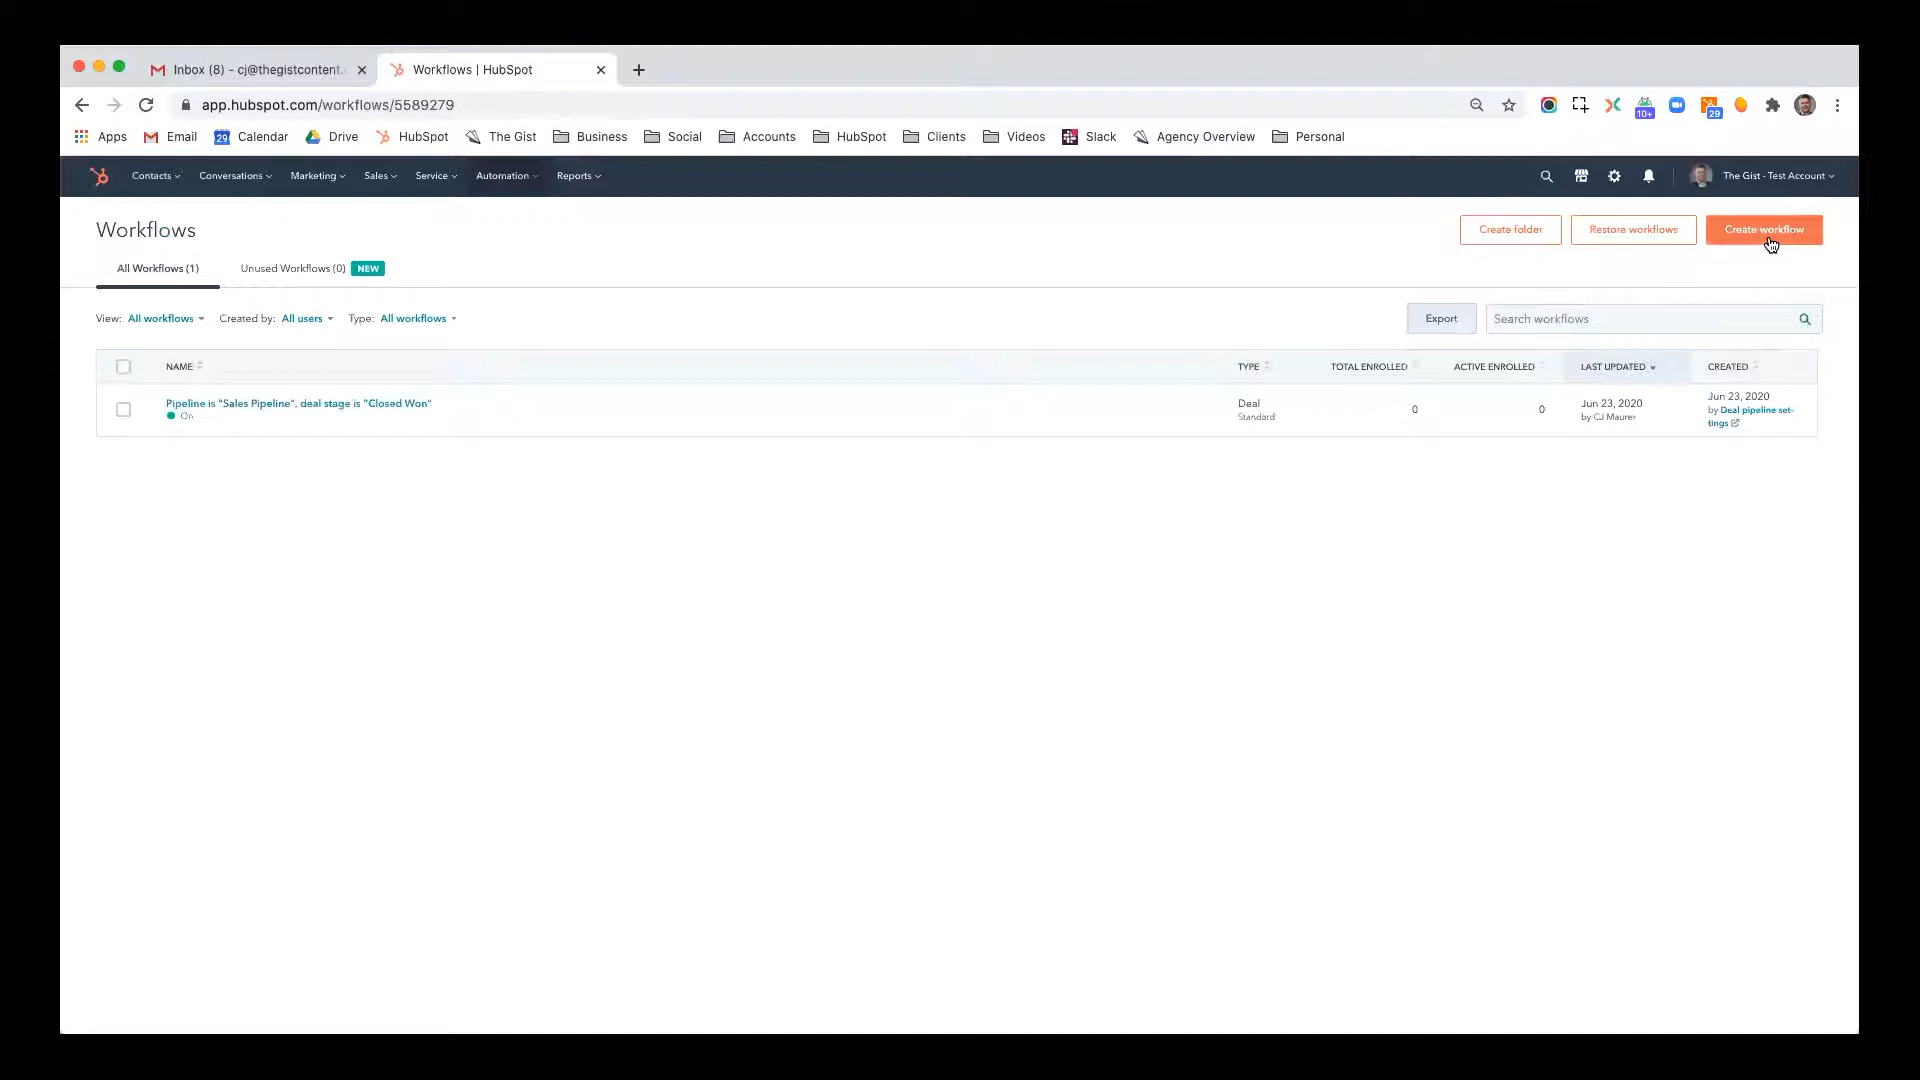 Inbox (8) - cj@thegistcontent.
Workflows | HubSpot
app.hubspot.com/workflows/5589279
10+
29
Apps
Email
29
Calendar
Drive
HubSpot
The Gist
Business
Social
Accounts
HubSpot
Clients
Videos
Slack
Agency Overview
Personal
Contacts
Conversations
Marketing
Sales
Service
Automation
Reports
The Gist - Test Account
Workflows
Create folder
Restore workflows
Create workflow
All Workflows (1)
Unused Workflows (0)
NEW
View: All workflows
Created by: All users
Type: All workflows
Export
Search workflows
NAME
TYPE
TOTAL ENROLLED
ACTIVE ENROLLED
LAST UPDATED
CREATED
Pipeline is "Sales Pipeline", deal stage is "Closed Won"
On
Deal
Standard
0
0
Jun 23, 2020
by CJ Maurer
Jun 23, 2020
by Deal pipeline set-
tings